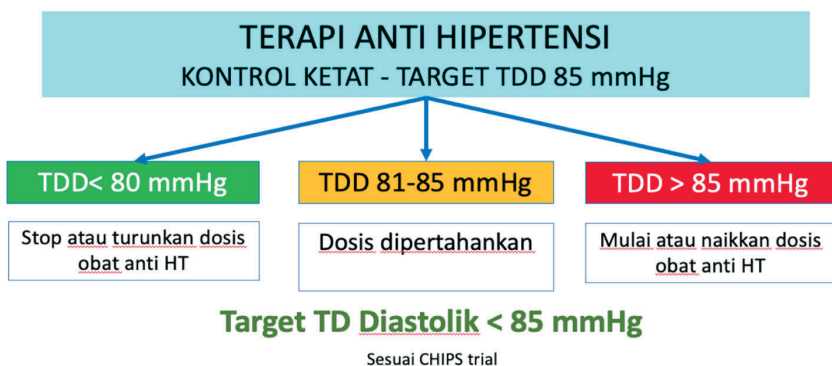 TERAPI ANTI HIPERTENSI
KONTROL KETAT - TARGET TDD 85 mmHg
TDD< 80 mmHg
Stop atau turunkan dosis
obat anti HT
TDD 81-85 mmHg
Dosis dipertahankan
TDD > 85 mmHg
Mulai atau naikkan dosis
obat anti HT
Target TD Diastolik < 85 mmHg
Sesuai CHIPS trial